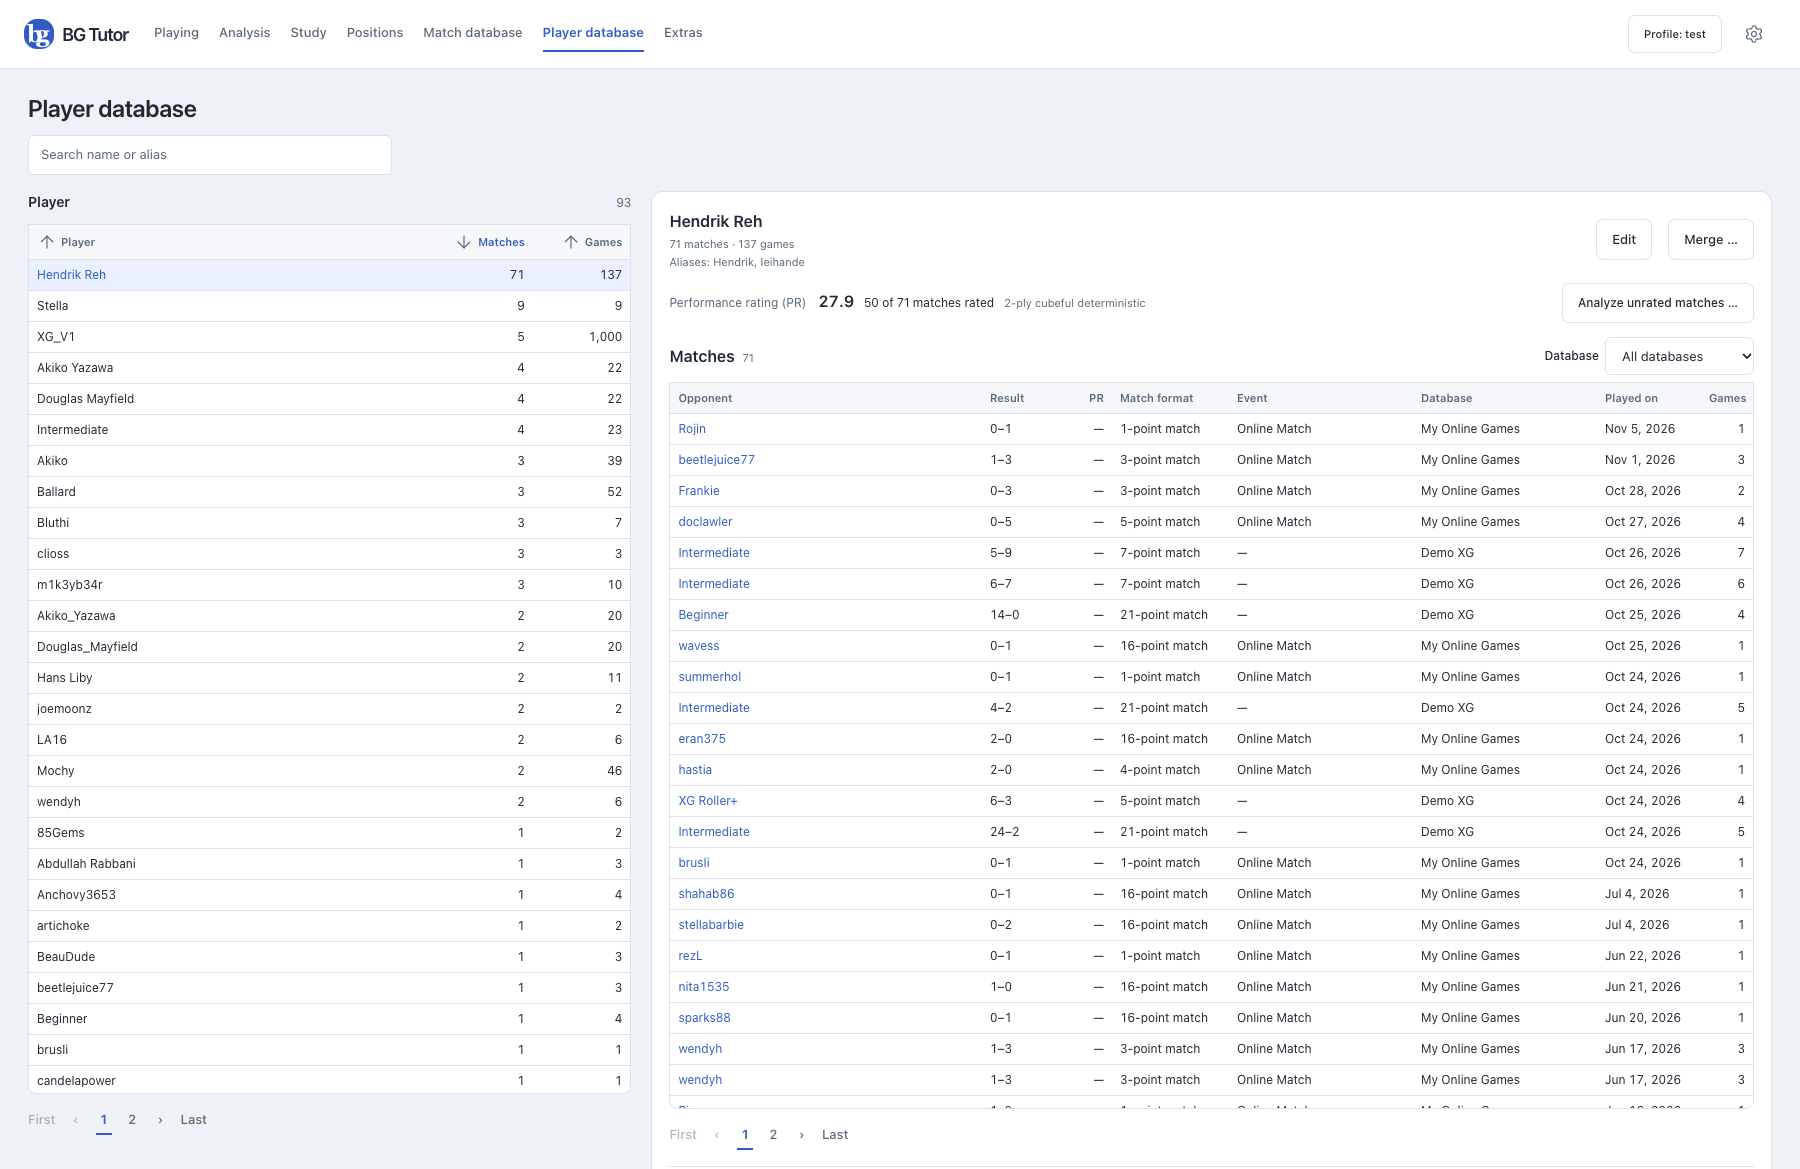 bg BG Tutor Playing Analysis Study Positions Match database Player database Extras Profile: test
Player database
Search name or alias
Player 93
Player Matches Games
Hendrik Reh 71 137
Stella 9 9
XG_V1 5 1,000
Akiko Yazawa 4 22
Douglas Mayfield 4 22
Intermediate 4 23
Akiko 3 39
Ballard 3 52
Bluthi 3 7
clioss 3 3
m1k3yb34r 3 10
Akiko_Yazawa 2 20
Douglas_Mayfield 2 20
Hans Liby 2 11
joemoonz 2 2
LA16 2 6
Mochy 2 46
wendyh 2 6
85Gems 1 2
Abdullah Rabbani 1 3
Anchovy3653 1 4
artichoke 1 2
BeauDude 1 3
beetlejuice77 1 3
Beginner 1 4
brusli 1 1
candelapower 1 1
First ‹ 1 2 › Last
Hendrik Reh
71 matches · 137 games
Aliases: Hendrik, leihande
Edit Merge ...
Performance rating (PR) 27.9 50 of 71 matches rated 2-ply cubeful deterministic
Analyze unrated matches ...
Matches 71
Database All databases
Opponent Result PR Match format Event Database Played on Games
Rojin 0–1 — 1-point match Online Match My Online Games Nov 5, 2026 1
beetlejuice77 1–3 — 3-point match Online Match My Online Games Nov 1, 2026 3
Frankie 0–3 — 3-point match Online Match My Online Games Oct 28, 2026 2
doclawler 0–5 — 5-point match Online Match My Online Games Oct 27, 2026 4
Intermediate 5–9 — 7-point match — Demo XG Oct 26, 2026 7
Intermediate 6–7 — 7-point match — Demo XG Oct 26, 2026 6
Beginner 14–0 — 21-point match — Demo XG Oct 25, 2026 4
wavess 0–1 — 16-point match Online Match My Online Games Oct 25, 2026 1
summerhol 0–1 — 1-point match Online Match My Online Games Oct 24, 2026 1
Intermediate 4–2 — 21-point match — Demo XG Oct 24, 2026 5
eran375 2–0 — 16-point match Online Match My Online Games Oct 24, 2026 1
hastia 2–0 — 4-point match Online Match My Online Games Oct 24, 2026 1
XG Roller+ 6–3 — 5-point match — Demo XG Oct 24, 2026 4
Intermediate 24–2 — 21-point match — Demo XG Oct 24, 2026 5
brusli 0–1 — 1-point match Online Match My Online Games Oct 24, 2026 1
shahab86 0–1 — 16-point match Online Match My Online Games Jul 4, 2026 1
stellabarbie 0–2 — 16-point match Online Match My Online Games Jul 4, 2026 1
rezL 0–1 — 1-point match Online Match My Online Games Jun 22, 2026 1
nita1535 1–0 — 16-point match Online Match My Online Games Jun 21, 2026 1
sparks88 0–1 — 16-point match Online Match My Online Games Jun 20, 2026 1
wendyh 1–3 — 3-point match Online Match My Online Games Jun 17, 2026 3
wendyh 1–3 — 3-point match Online Match My Online Games Jun 17, 2026 3
First ‹ 1 2 › Last